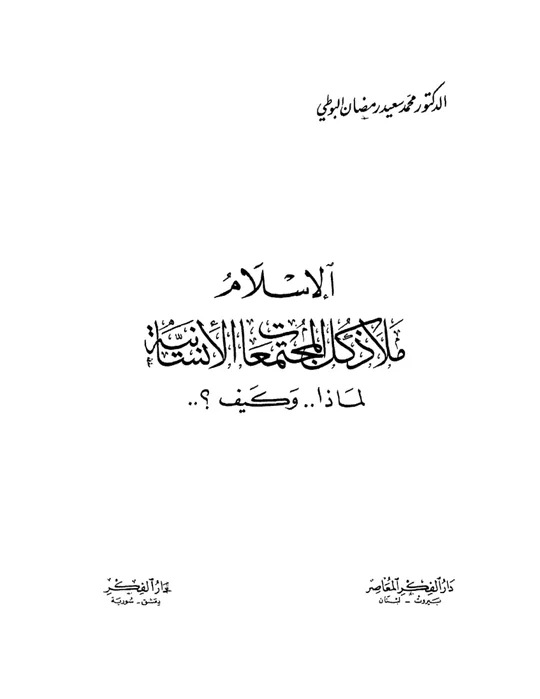 الدكتور محمد سعيد رمضان البوطي
الإسلام
ملاذ كل المجتمعات الإنسانية
لماذا.. وكيف ؟..
دار الفكر المعاصر
بيروت - لبنان
دار الفكر
دمشق - سورية